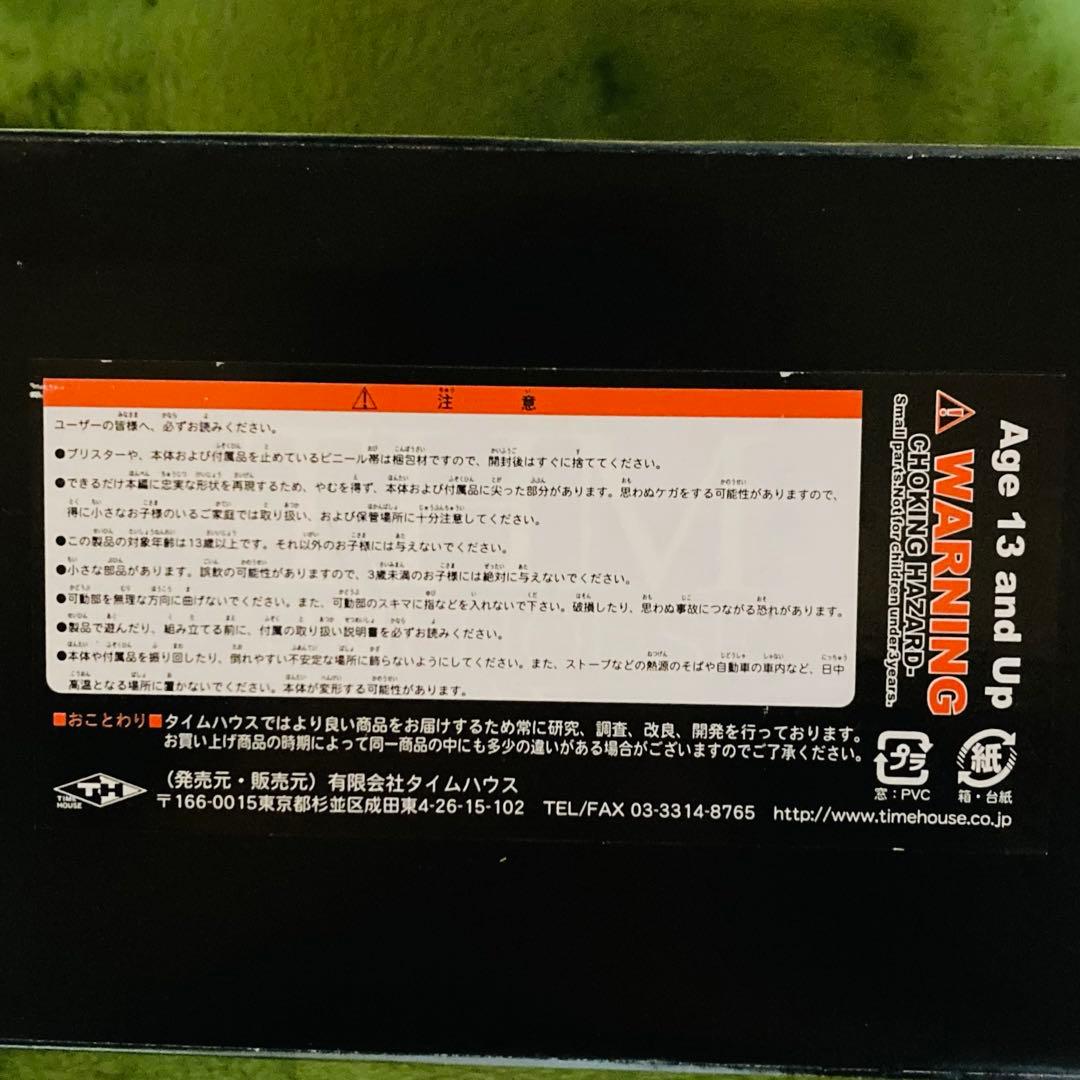 ⚠ 注意
ユーザーの皆様へ、必ずお読みください。
●ブリスターや、本体および付属品を止めているビニール帯は梱包材ですので、開封後はすぐに捨ててください。
●できるだけ本編に忠実な形状を再現するため、やむを得ず、本体および付属品に尖った部分があります。思わぬケガをする可能性がありますので、
得に小さなお子様のいるご家庭では取り扱い、および保管場所に十分注意してください。
●この製品の対象年齢は13歳以上です。それ以外のお子様には与えないでください。
●小さな部品があります。誤飲の可能性がありますので、3歳未満のお子様には絶対に与えないでください。
●可動部を無理な方向に曲げないでください。また、可動部のスキマに指などを入れないで下さい。破損したり、思わぬ事故につながる恐れがあります。
●製品で遊んだり、組み立てる前に、付属の取り扱い説明書を必ずお読みください。
●本体や付属品を振り回したり、倒れやすい不安定な場所に飾らないようにしてください。また、ストーブなどの熱源のそばや自動車の車内など、日中
高温となる場所に置かないでください。本体が変形する可能性があります。
■おことわり■タイムハウスではより良い商品をお届けするため常に研究、調査、改良、開発を行っております。
お買い上げ商品の時期によって同一商品の中にも多少の違いがある場合がございますのでご了承ください。
TH
TIME
HOUSE
（発売元・販売元）有限会社タイムハウス
〒166-0015東京都杉並区成田東4-26-15-102 TEL/FAX 03-3314-8765 http://www.timehouse.co.jp
Age 13 and Up
⚠ WARNING
-CHOKING HAZARD-
Small parts. Not for children under 3 years.
プラ
窓：PVC
紙
箱・台紙